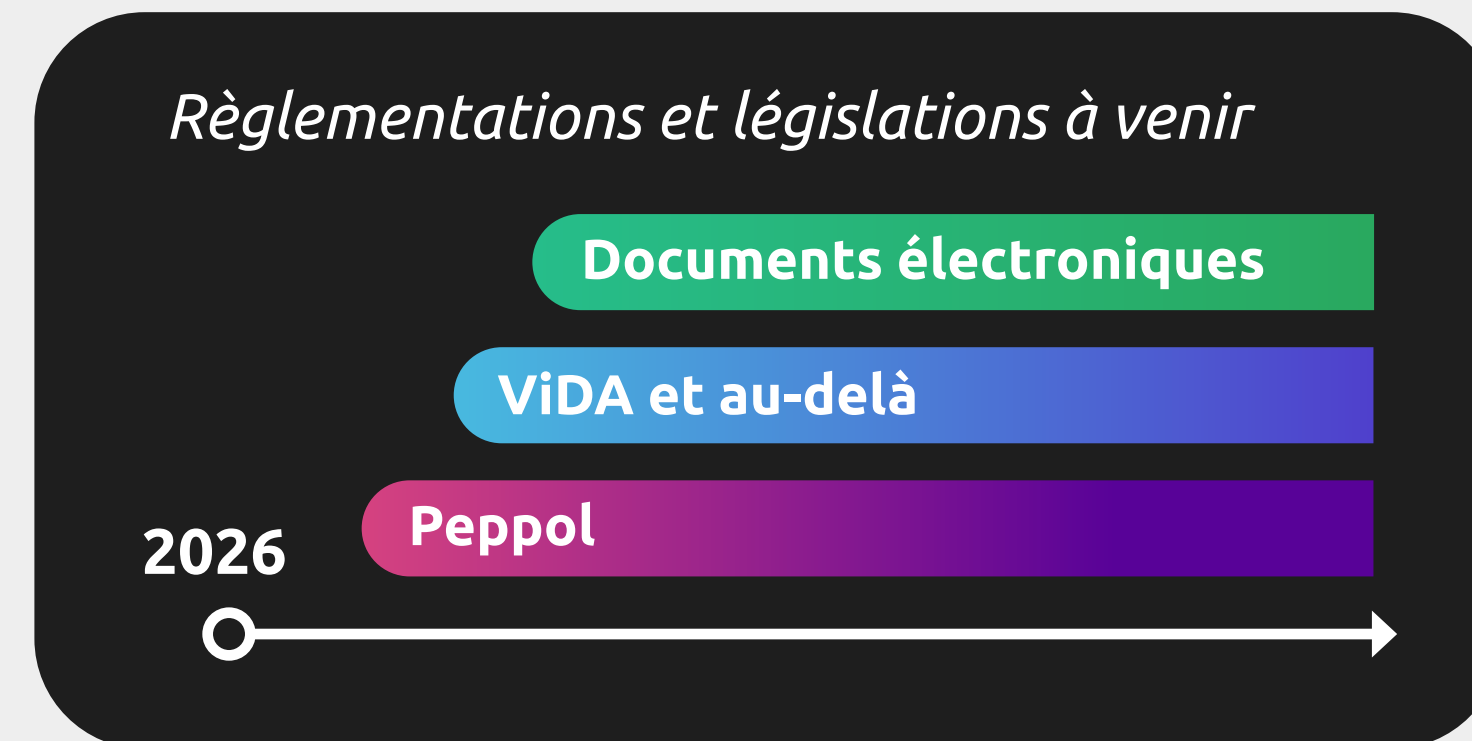 Règlementations et législations à venir
Documents électroniques
ViDA et au-delà
Peppol
2026